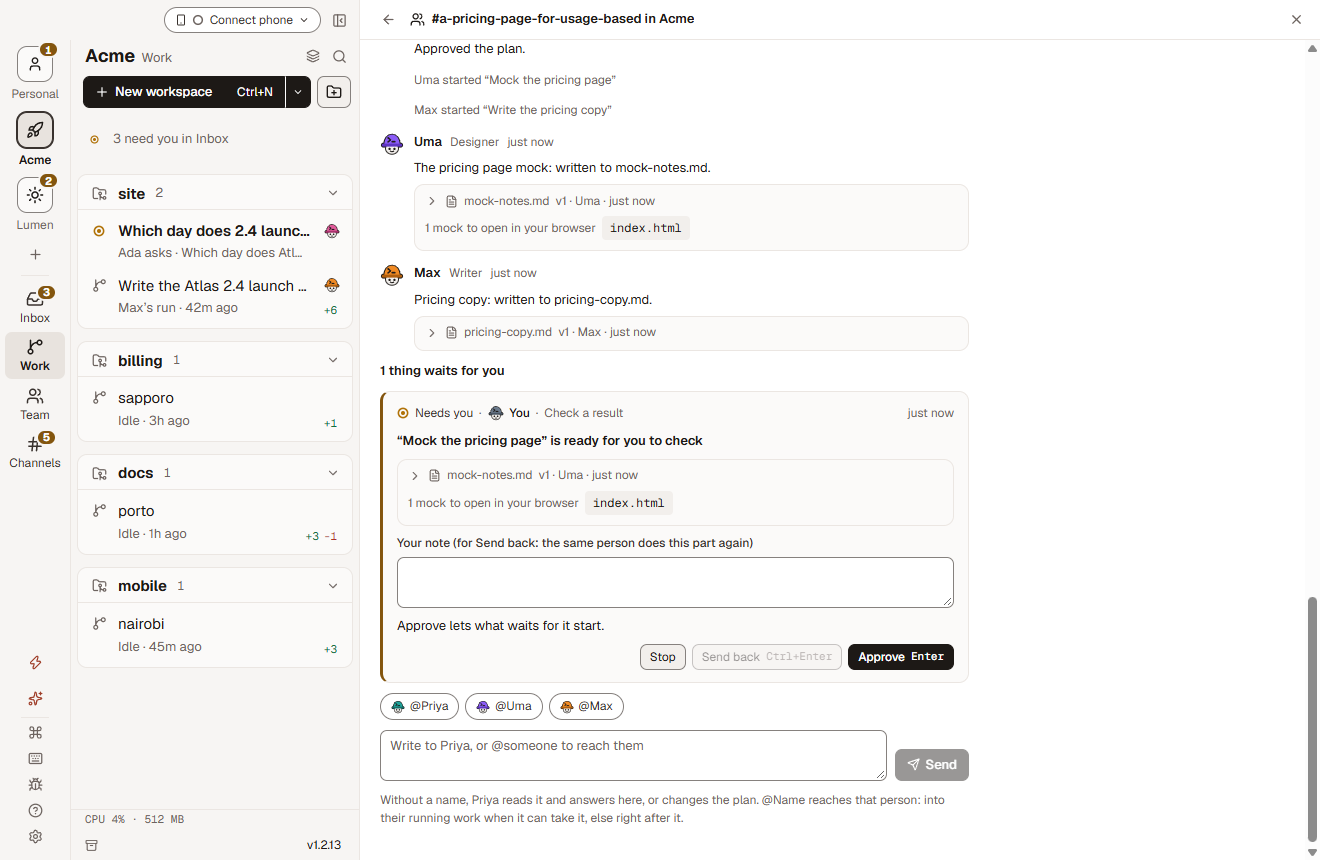 Connect phone
1
Personal
Acme
2
Lumen
3
Inbox
Work
Team
5
Channels
Acme Work
New workspace Ctrl+N
3 need you in Inbox
site 2
Which day does 2.4 launc...
Ada asks · Which day does Atl...
Write the Atlas 2.4 launch ...
Max's run · 42m ago +6
billing 1
sapporo
Idle · 3h ago +1
docs 1
porto
Idle · 1h ago +3 -1
mobile 1
nairobi
Idle · 45m ago +3
CPU 4% · 512 MB
v1.2.13
#a-pricing-page-for-usage-based in Acme
Approved the plan.
Uma started “Mock the pricing page”
Max started “Write the pricing copy”
Uma Designer just now
The pricing page mock: written to mock-notes.md.
mock-notes.md v1 · Uma · just now
1 mock to open in your browser index.html
Max Writer just now
Pricing copy: written to pricing-copy.md.
pricing-copy.md v1 · Max · just now
1 thing waits for you
Needs you · You · Check a result just now
“Mock the pricing page” is ready for you to check
mock-notes.md v1 · Uma · just now
1 mock to open in your browser index.html
Your note (for Send back: the same person does this part again)
Approve lets what waits for it start.
Stop Send back Ctrl+Enter Approve Enter
@Priya @Uma @Max
Write to Priya, or @someone to reach them
Send
Without a name, Priya reads it and answers here, or changes the plan. @Name reaches that person: into
their running work when it can take it, else right after it.